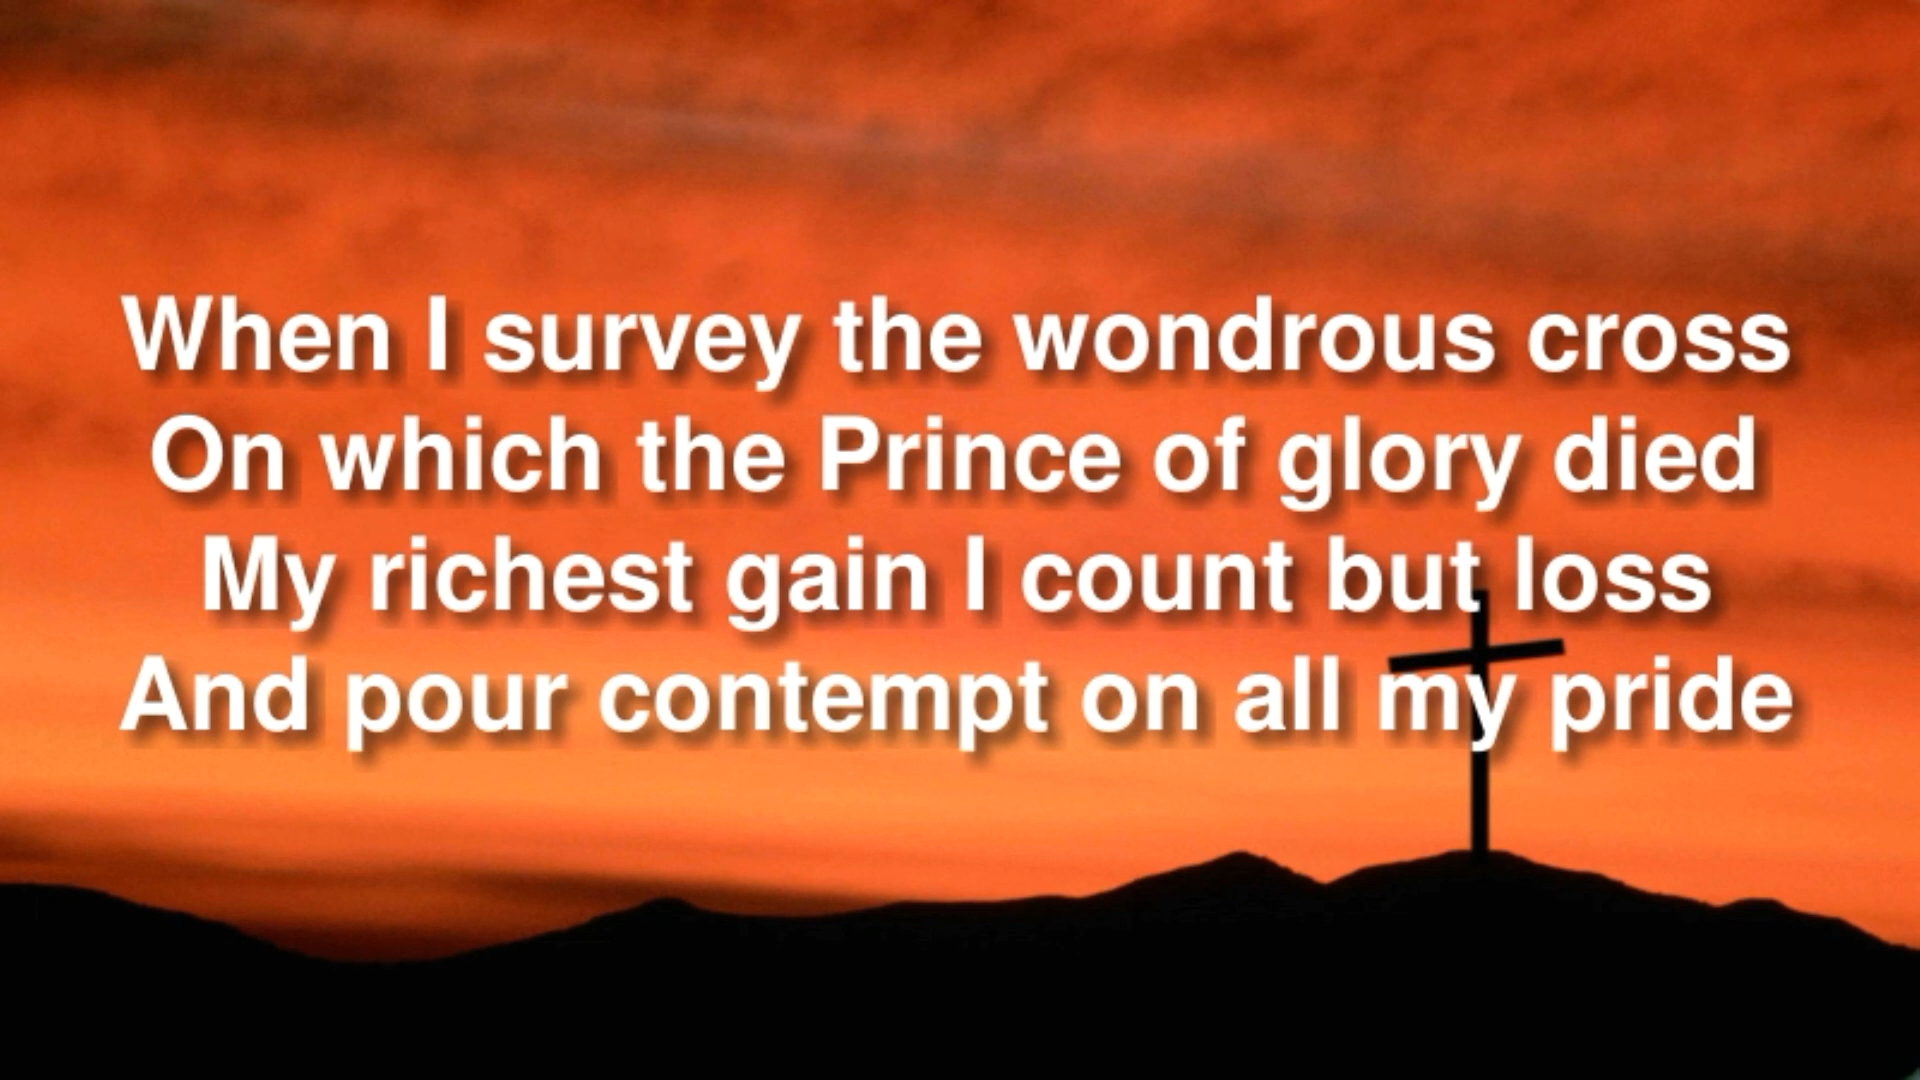 When I survey the wondrous cross
On which the Prince of glory died
My richest gain I count but loss
And pour contempt on all my pride